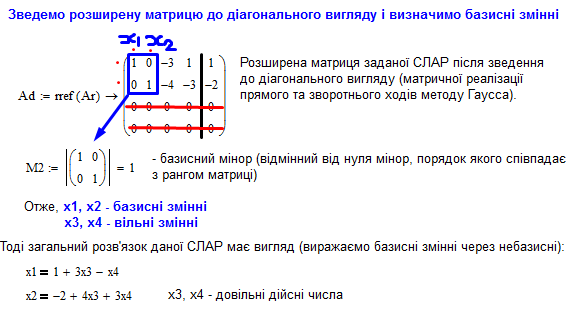 Зведемо розширену матрицю до діагонального вигляду і визначимо базисні змінні
x1 x2
1 0 −3 1 1
Ad := rref (Ar) → 0 1 −4 −3 −2
0 0 0 0 0
0 0 0 0 0
Розширена матриця заданої СЛАР після зведення
до діагонального вигляду (матричної реалізації
прямого та зворотнього ходів методу Гаусса).
M2 := |(1 0
0 1)| = 1
- базисний мінор (відмінний від нуля мінор, порядок якого співпадає
з рангом матриці)
Отже, x1, x2 - базисні змінні
x3, x4 - вільні змінні
Тоді загальний розв'язок даної СЛАР має вигляд (виражаємо базисні змінні через небазисні):
x1 = 1 + 3x3 − x4
x2 = −2 + 4x3 + 3x4 x3, x4 - довільні дійсні числа